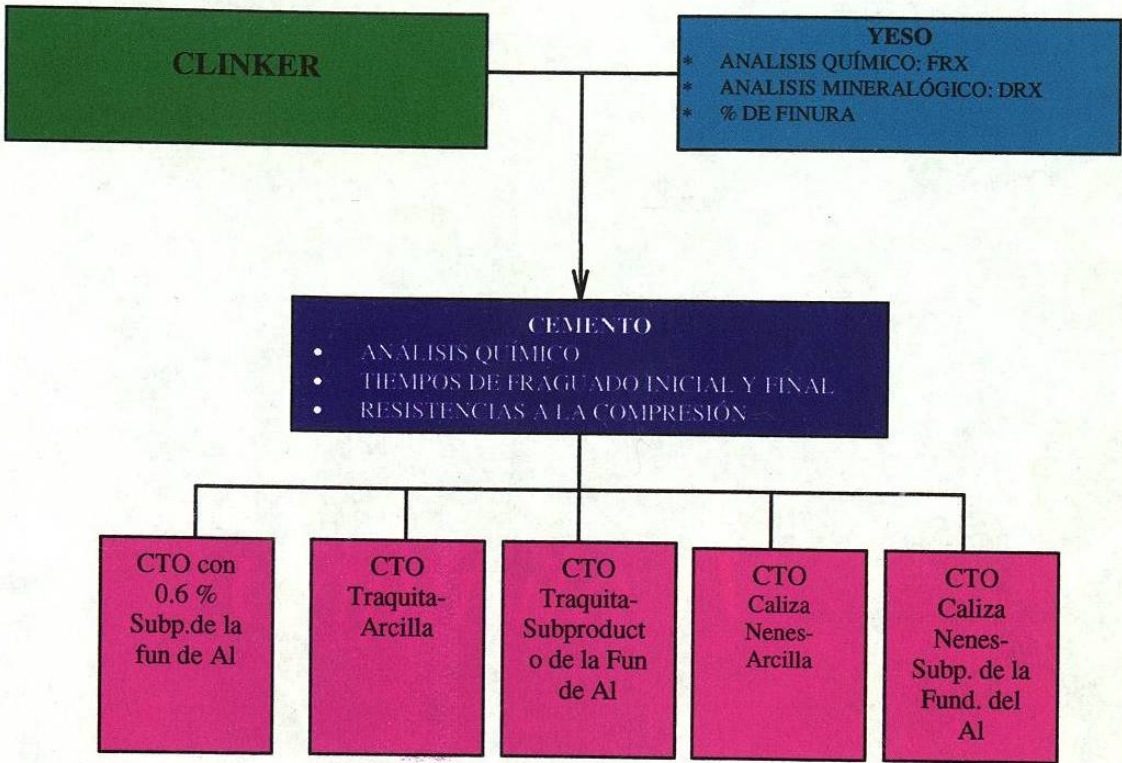 CLINKER
YESO
* ANALISIS QUÍMICO: FRX
* ANALISIS MINERALÓGICO: DRX
* % DE FINURA
CEMENTO
• ANÁLISIS QUÍMICO
• TIEMPOS DE FRAGUADO INICIAL Y FINAL
• RESISTENCIAS A LA COMPRESIÓN
CTO con
0.6 %
Subp.de la
fun de Al
CTO
Traquita-
Arcilla
CTO
Traquita-
Subproduct
o de la Fun
de Al
CTO
Caliza
Nenes-
Arcilla
CTO
Caliza
Nenes-
Subp. de la
Fund. del
Al